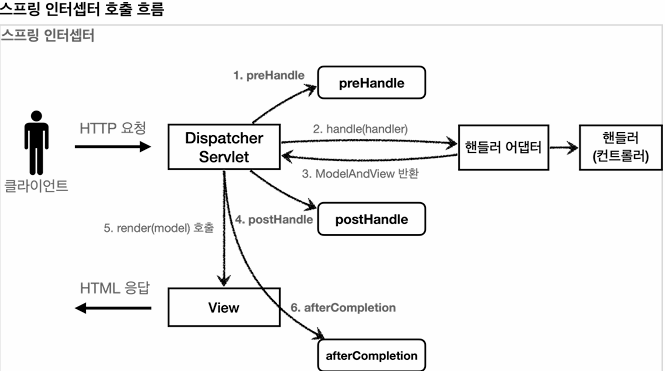 스프링 인터셉터 호출 흐름
스프링 인터셉터
1. preHandle
preHandle
HTTP 요청
Dispatcher
Servlet
2. handle(handler)
핸들러 어댑터
핸들러
(컨트롤러)
3. ModelAndView 반환
클라이언트
4. postHandle
postHandle
5. render(model) 호출
HTML 응답
View
6. afterCompletion
afterCompletion